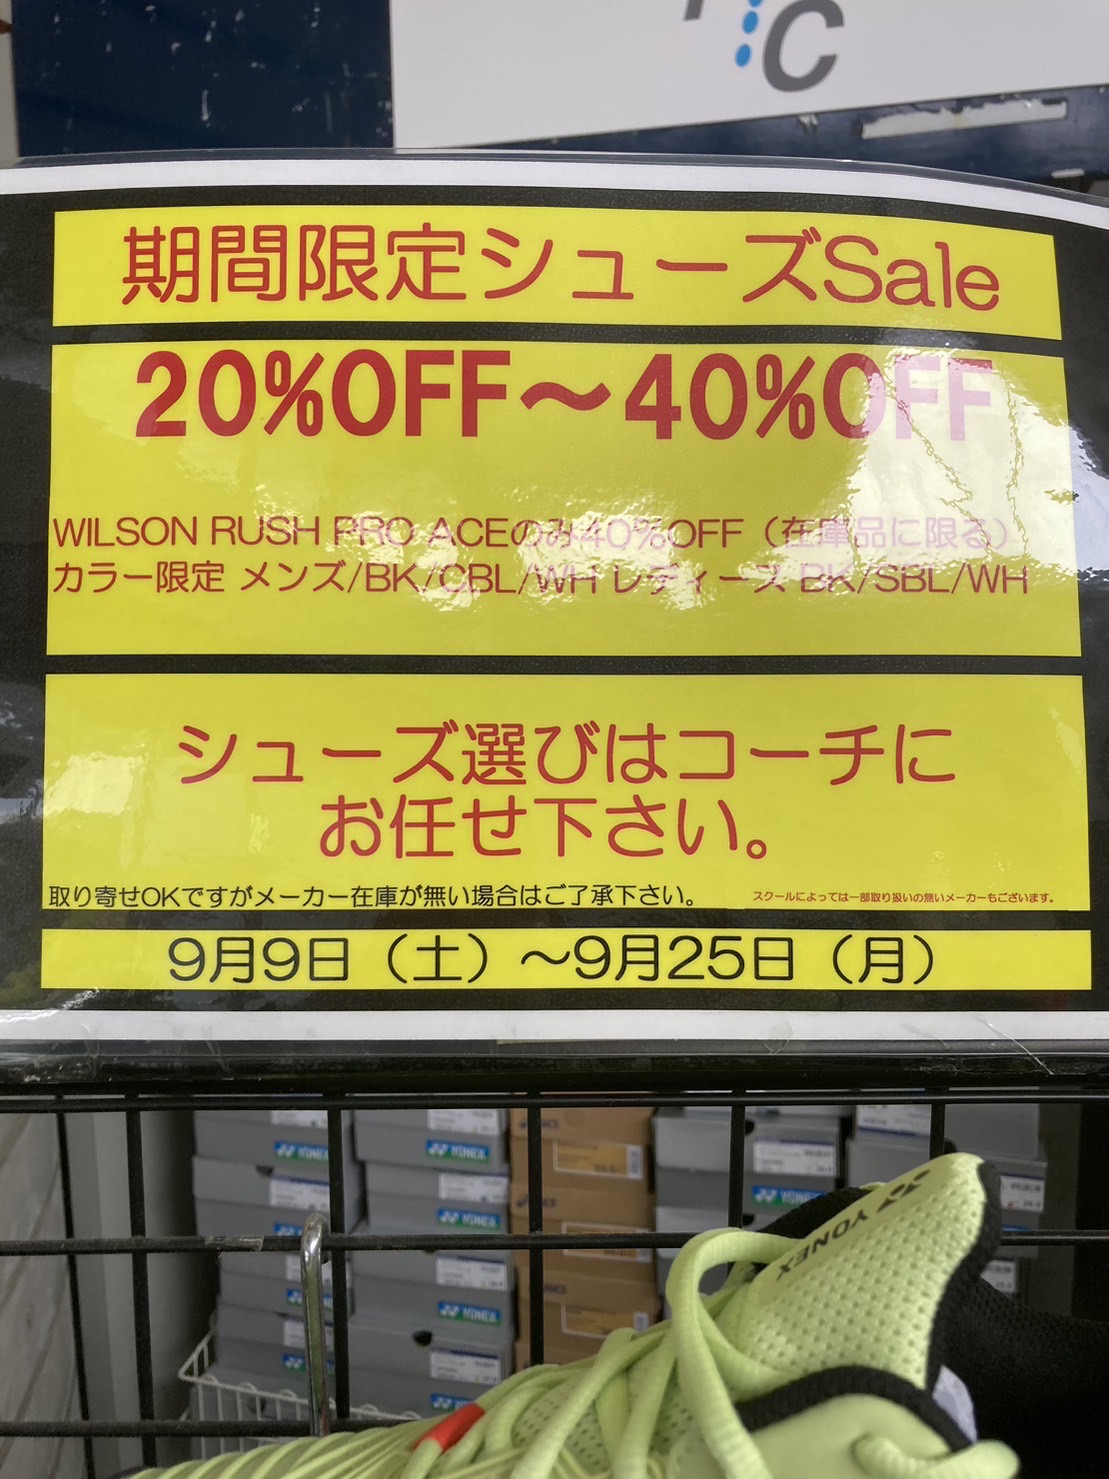 C
期間限定シューズSale
20%OFF～40%OFF
WILSON RUSH PRO ACEのみ40%OFF（在庫品に限る）
カラー限定 メンズ/BK/CBL/WH レディース BK/SBL/WH
シューズ選びはコーチに
お任せ下さい。
取り寄せOKですがメーカー在庫が無い場合はご了承下さい。
スクールによっては一部取り扱いの無いメーカーもございます。
9月9日（土）～9月25日（月）
YONEX
YONEX
asics
YONEX
YONEX
YONEX
YONEX
YONEX